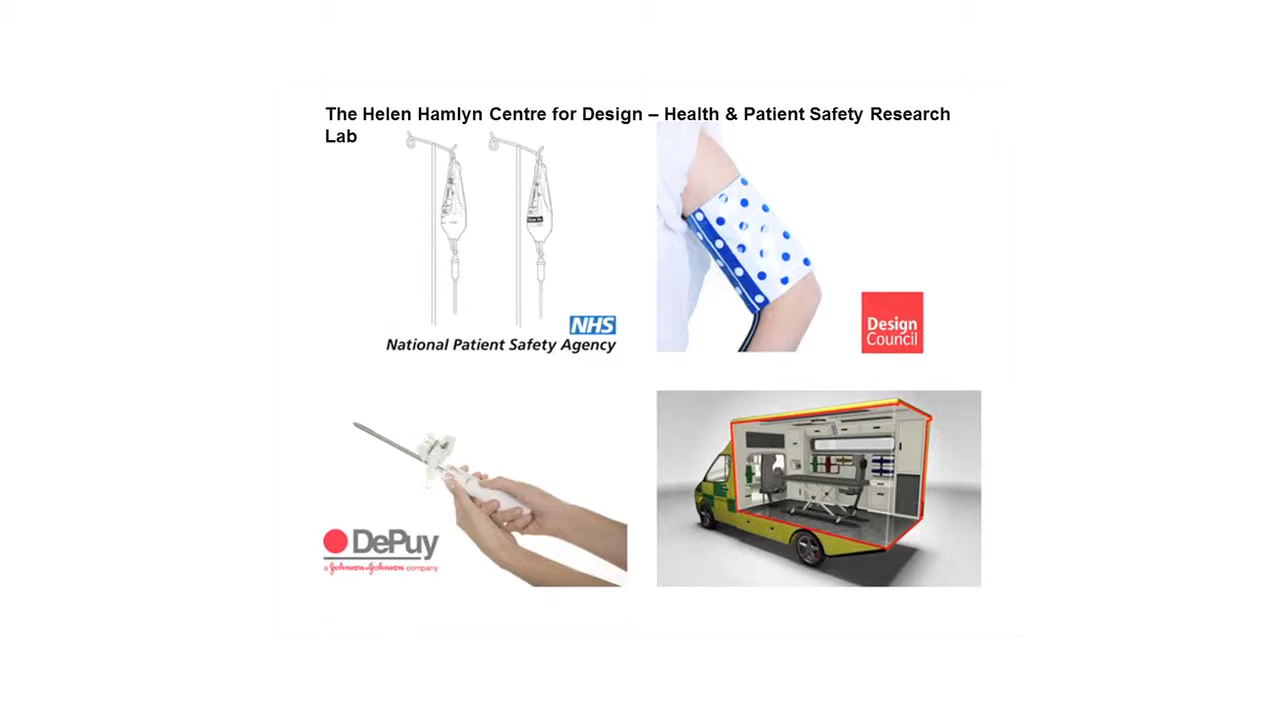 The Helen Hamlyn Centre for Design – Health & Patient Safety Research
Lab
NHS
National Patient Safety Agency
Design
Council
DePuy
a Johnson & Johnson company